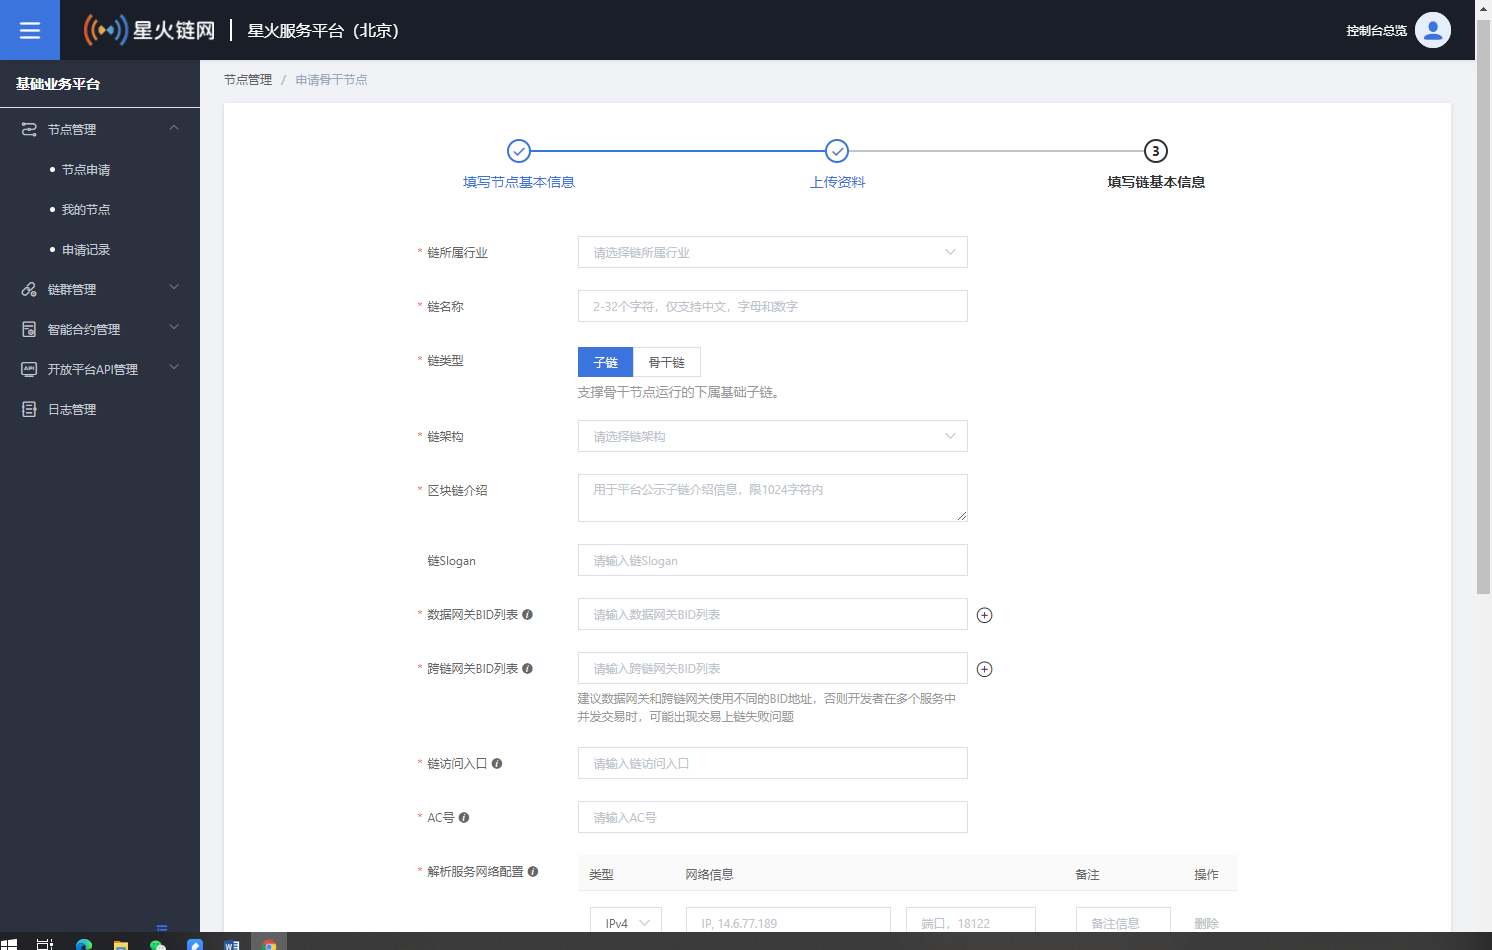 星火链网 | 星火服务平台（北京）
控制台总览
基础业务平台
节点管理
节点申请
我的节点
申请记录
链群管理
智能合约管理
开放平台API管理
日志管理
节点管理 / 申请骨干节点
3
填写节点基本信息
上传资料
填写链基本信息
* 链所属行业
请选择链所属行业
* 链名称
2-32个字符，仅支持中文，字母和数字
* 链类型
子链
骨干链
支撑骨干节点运行的下属基础子链。
* 链架构
请选择链架构
* 区块链介绍
用于平台公示子链介绍信息，限1024字符内
链Slogan
请输入链Slogan
* 数据网关BID列表
请输入数据网关BID列表
* 跨链网关BID列表
请输入跨链网关BID列表
建议数据网关和跨链网关使用不同的BID地址，否则开发者在多个服务中
并发交易时，可能出现交易上链失败问题
* 链访问入口
请输入链访问入口
* AC号
请输入AC号
* 解析服务网络配置
类型
网络信息
备注
操作
IPv4
IP, 14.6.77.189
端口，18122
备注信息
删除